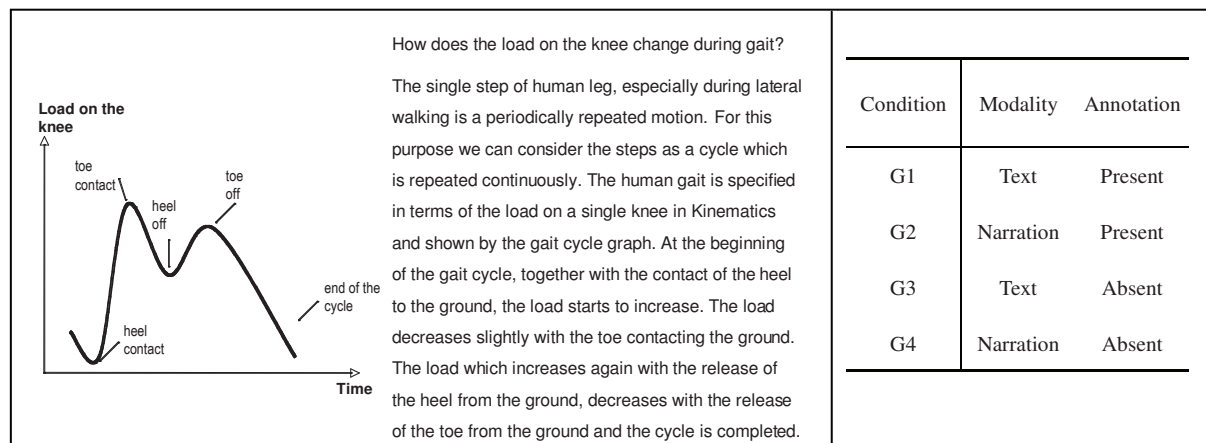 Load on the
knee
toe
contact
heel
off
toe
off
end of the
cycle
heel
contact
Time
How does the load on the knee change during gait?
The single step of human leg, especially during lateral
walking is a periodically repeated motion. For this
purpose we can consider the steps as a cycle which
is repeated continuously. The human gait is specified
in terms of the load on a single knee in Kinematics
and shown by the gait cycle graph. At the beginning
of the gait cycle, together with the contact of the heel
to the ground, the load starts to increase. The load
decreases slightly with the toe contacting the ground.
The load which increases again with the release of
the heel from the ground, decreases with the release
of the toe from the ground and the cycle is completed.
Condition Modality Annotation
G1 Text Present
G2 Narration Present
G3 Text Absent
G4 Narration Absent